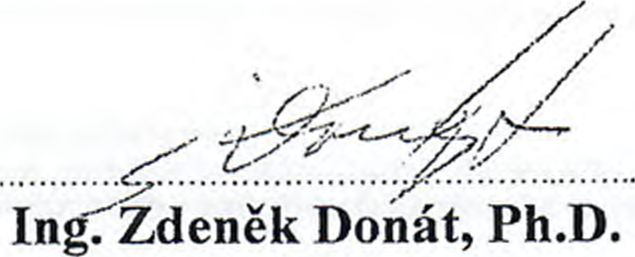 Ing. Zdeněk Donát, Ph.D.